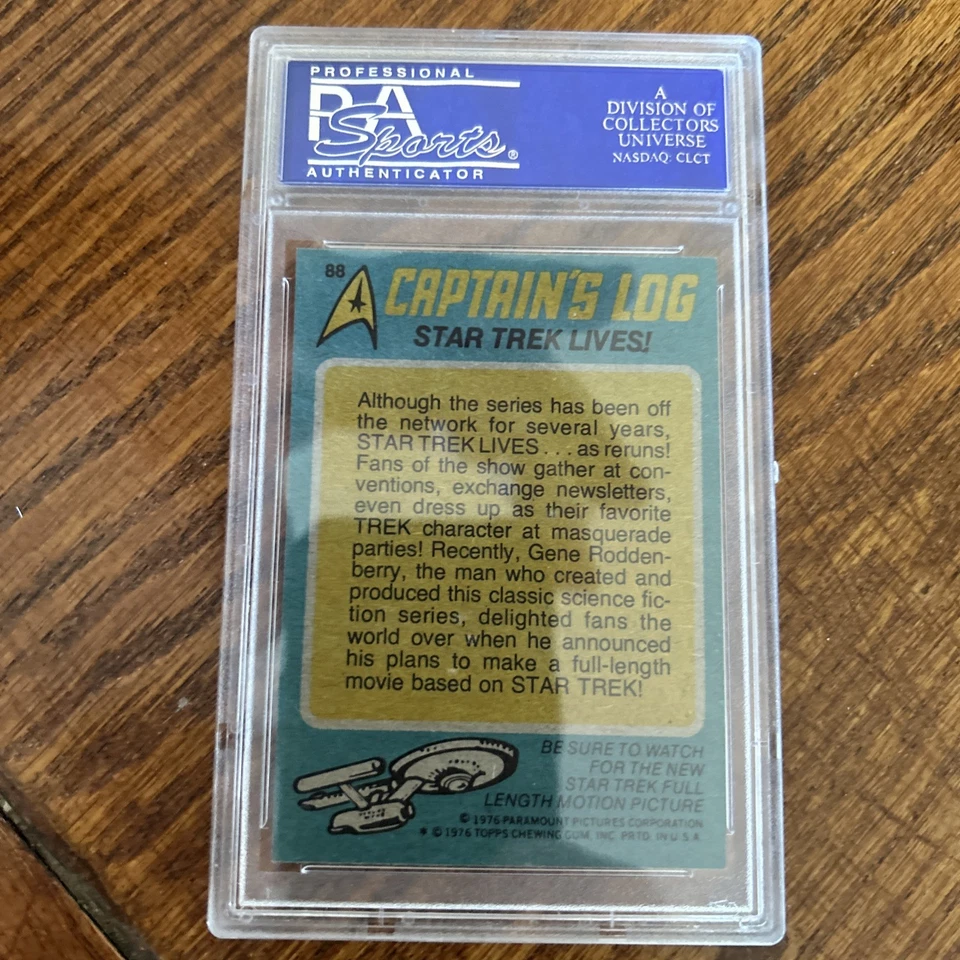 PROFESSIONAL
PSA
Sports®
AUTHENTICATOR
A
DIVISION OF
COLLECTORS
UNIVERSE
NASDAQ: CLCT
88
CAPTAIN'S LOG
STAR TREK LIVES!
Although the series has been off
the network for several years,
STAR TREK LIVES . . . as reruns!
Fans of the show gather at con-
ventions, exchange newsletters,
even dress up as their favorite
TREK character at masquerade
parties! Recently, Gene Rodden-
berry, the man who created and
produced this classic science fic-
tion series, delighted fans the
world over when he announced
his plans to make a full-length
movie based on STAR TREK!
BE SURE TO WATCH
FOR THE NEW
STAR TREK FULL
LENGTH MOTION PICTURE
© 1976 PARAMOUNT PICTURES CORPORATION
* © 1976 TOPPS CHEWING GUM, INC. PRTD. IN U.S.A.